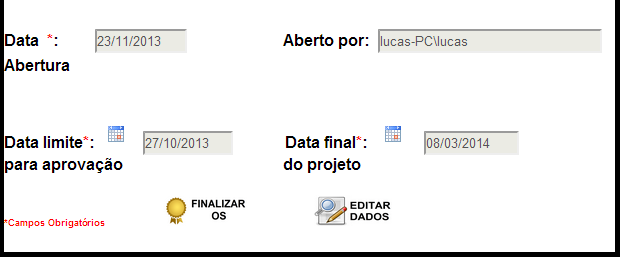 Data *: 23/11/2013 Aberto por: lucas-PC\lucas
Abertura
Data limite*: 27/10/2013 Data final*: 08/03/2014
para aprovação do projeto
*Campos Obrigatórios FINALIZAR OS EDITAR DADOS